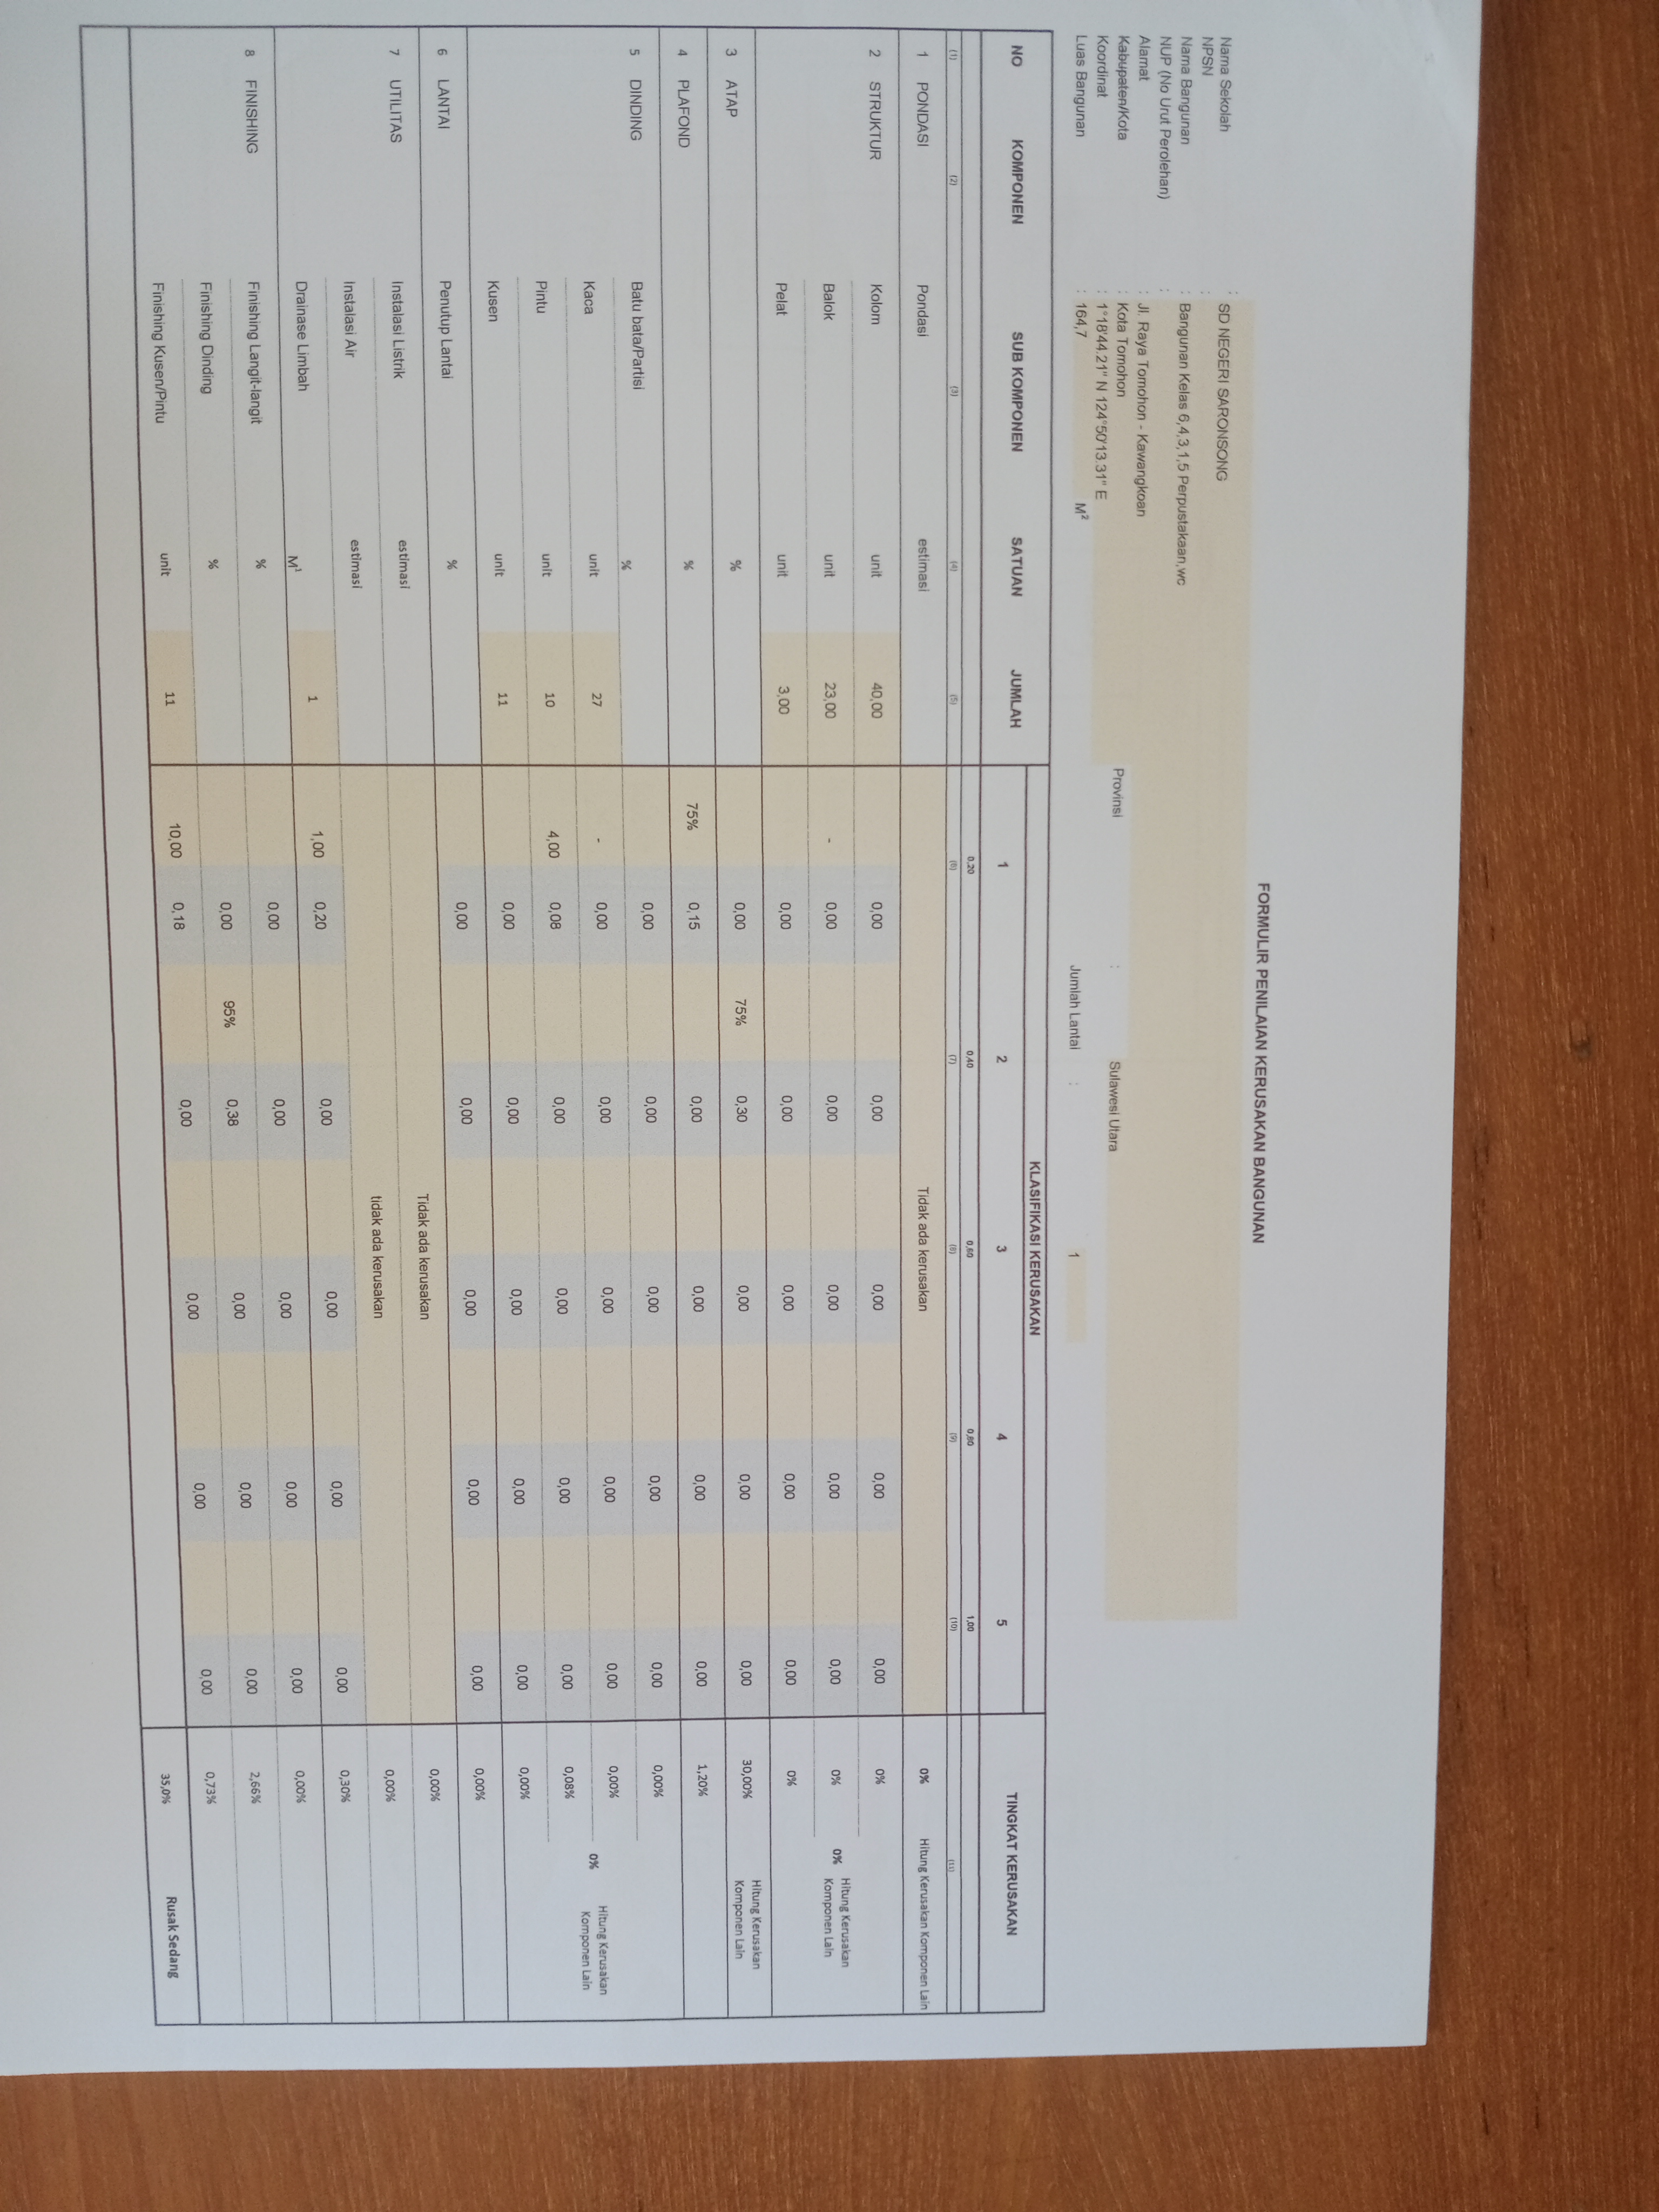 FORMULIR PENILAIAN KERUSAKAN BANGUNAN
Nama Sekolah : SD NEGERI SARONSONG
NPSN :
Nama Bangunan : Bangunan Kelas 6,4,3,1,5 Perpustakaan,wc
NUP (No Urut Perolehan) :
Alamat : Jl. Raya Tomohon - Kawangkoan
Kabupaten/Kota : Kota Tomohon Provinsi : Sulawesi Utara
Koordinat : 1°18'44.21" N 124°50'13.31" E
Luas Bangunan : 164,7 M² Jumlah Lantai : 1
NO KOMPONEN SUB KOMPONEN SATUAN JUMLAH KLASIFIKASI KERUSAKAN TINGKAT KERUSAKAN
1 2 3 4 5
0,20 0,40 0,60 0,80 1,00
(1) (2) (3) (4) (5) (6) (7) (8) (9) (10) (11)
1 PONDASI Pondasi estimasi Tidak ada kerusakan 0% Hitung Kerusakan Komponen Lain
2 STRUKTUR Kolom unit 40,00 0,00 0,00 0,00 0,00 0,00 0%
Balok unit 23,00 - 0,00 0,00 0,00 0,00 0,00 0% 0% Hitung Kerusakan Komponen Lain
Pelat unit 3,00 0,00 0,00 0,00 0,00 0,00 0%
3 ATAP % 0,00 75% 0,30 0,00 0,00 0,00 30,00% Hitung Kerusakan Komponen Lain
4 PLAFOND % 75% 0,15 0,00 0,00 0,00 0,00 1,20%
5 DINDING Batu bata/Partisi % 0,00 0,00 0,00 0,00 0,00 0,00%
Kaca unit 27 - 0,00 0,00 0,00 0,00 0,00 0,00% 0% Hitung Kerusakan Komponen Lain
Pintu unit 10 4,00 0,08 0,00 0,00 0,00 0,00 0,08%
Kusen unit 11 0,00 0,00 0,00 0,00 0,00 0,00%
6 LANTAI Penutup Lantai % 0,00 0,00 0,00 0,00 0,00 0,00%
7 UTILITAS Instalasi Listrik estimasi Tidak ada kerusakan 0,00%
Instalasi Air estimasi tidak ada kerusakan 0,00%
Drainase Limbah M¹ 1 1,00 0,20 0,00 0,00 0,00 0,00 0,30%
8 FINISHING Finishing Langit-langit % 0,00 0,00 0,00 0,00 0,00 0,00%
Finishing Dinding % 0,00 95% 0,38 0,00 0,00 0,00 2,66%
Finishing Kusen/Pintu unit 11 10,00 0,18 0,00 0,00 0,00 0,00 0,73%
35,0% Rusak Sedang